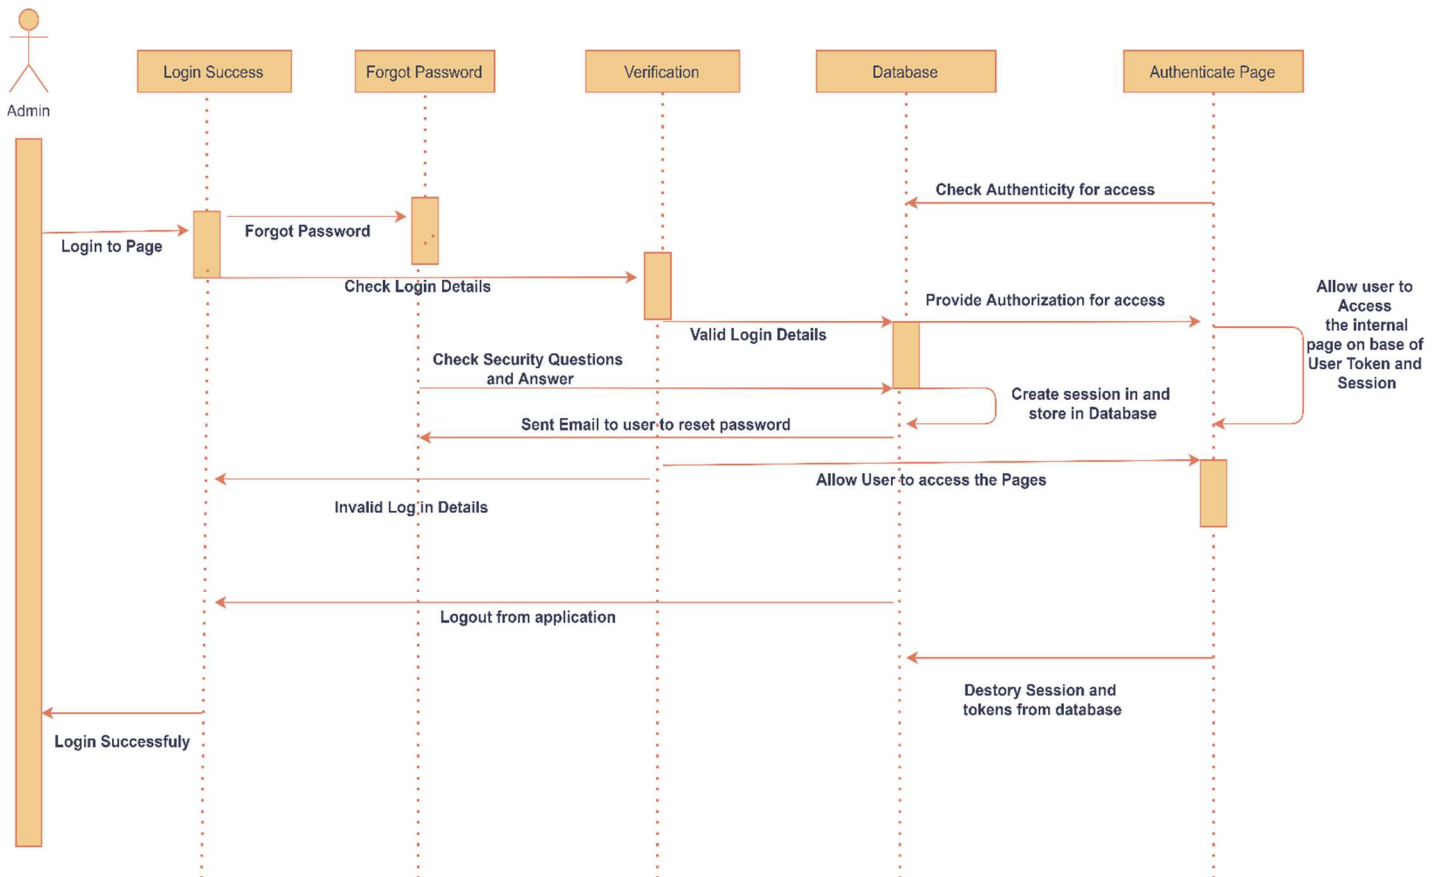 Admin
Login Success
Forgot Password
Verification
Database
Authenticate Page
Check Authenticity for access
Forgot Password
Login to Page
Check Login Details
Provide Authorization for access
Allow user to
Access
the internal
page on base of
User Token and
Session
Valid Login Details
Check Security Questions
and Answer
Create session in and
store in Database
Sent Email to user to reset password
Allow User to access the Pages
Invalid Log in Details
Logout from application
Destory Session and
tokens from database
Login Successfuly